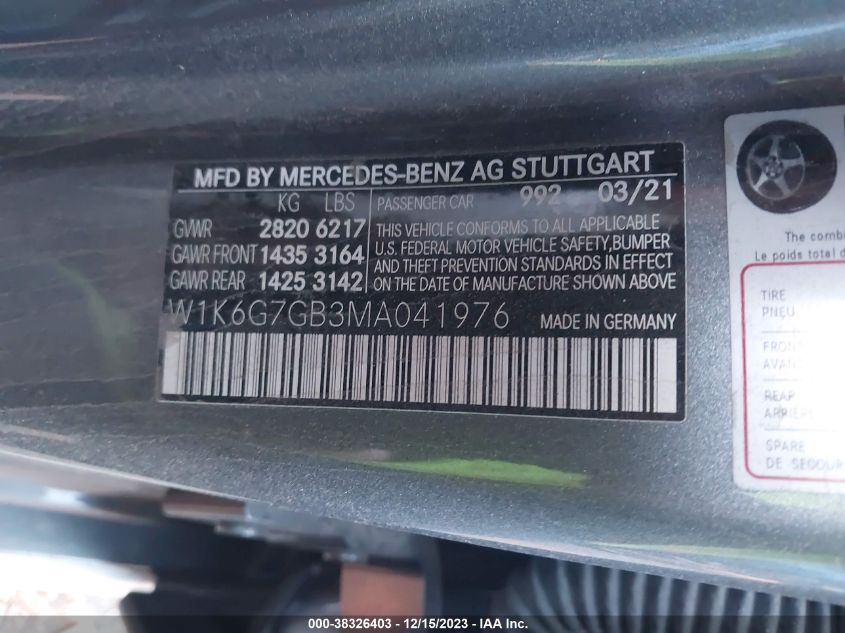 MFD BY MERCEDES-BENZ AG STUTTGART
KG LBS
GVWR 2820 6217
GAWR FRONT 1435 3164
GAWR REAR 1425 3142
PASSENGER CAR 992 03/21
THIS VEHICLE CONFORMS TO ALL APPLICABLE
U.S. FEDERAL MOTOR VEHICLE SAFETY, BUMPER
AND THEFT PREVENTION STANDARDS IN EFFECT
ON THE DATE OF MANUFACTURE SHOWN ABOVE
W1K6G7GB3MA041976 MADE IN GERMANY
The combi
Le poids total d
TIRE
PNEU
FRON
AVAN
REAR
ARRIÈRE
SPARE
DE SECOUR
000-38326403 - 12/15/2023 - IAA Inc.